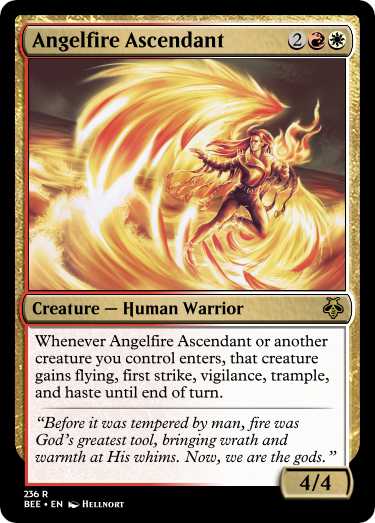 Angelfire Ascendant 2
Creature — Human Warrior
Whenever Angelfire Ascendant or another
creature you control enters, that creature
gains flying, first strike, vigilance, trample,
and haste until end of turn.
“Before it was tempered by man, fire was
God’s greatest tool, bringing wrath and
warmth at His whims. Now, we are the gods.”
4/4
236 R
BEE • EN Hellnort